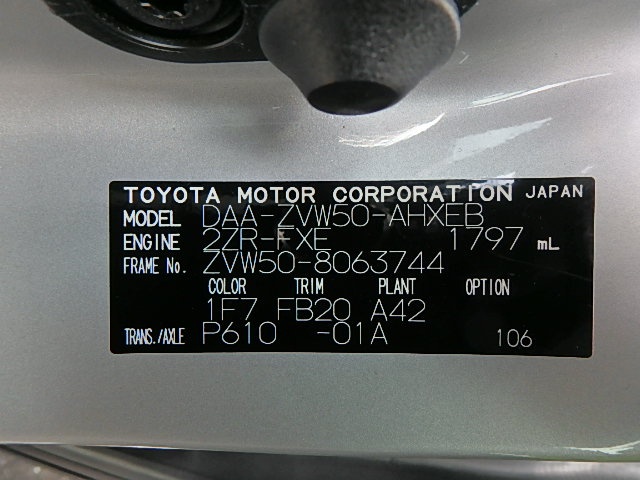 TOYOTA MOTOR CORPORATION JAPAN
MODEL DAA-ZVW50-AHXEB
ENGINE 2ZR-FXE 1797 mL
FRAME No. ZVW50-8063744
COLOR TRIM PLANT OPTION
1F7 FB20 A42
TRANS./AXLE P610 -01A 106